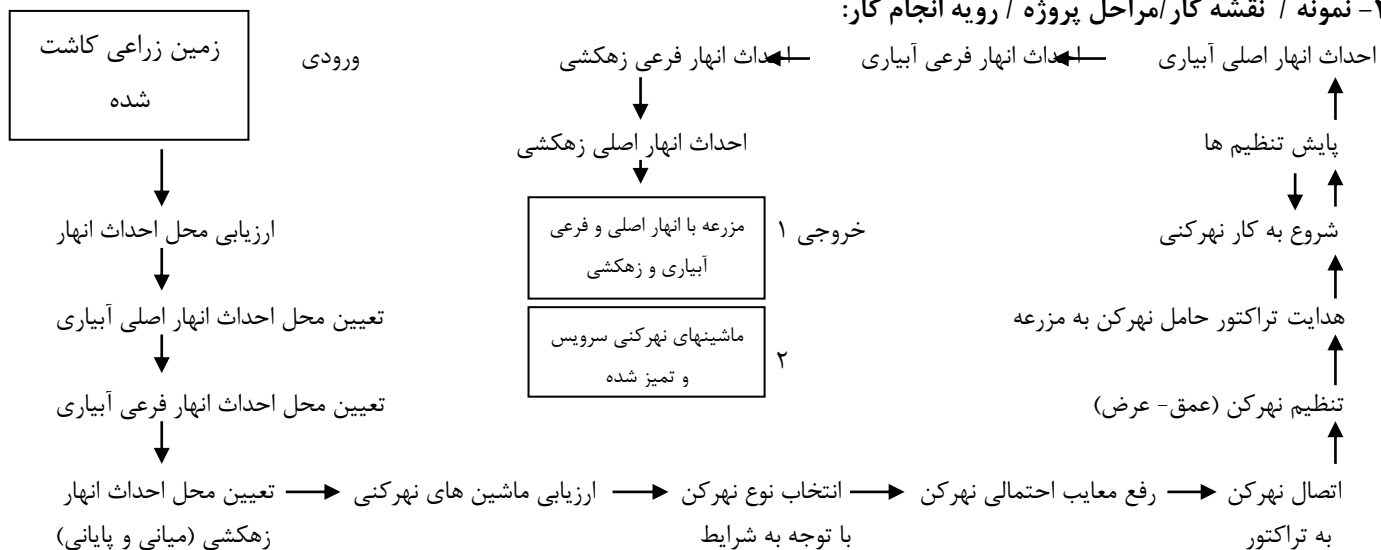 ۲- نمونه / نقشه کار/مراحل پروژه / رویه انجام کار:
ورودی
زمین زراعی کاشت
شده
ارزیابی محل احداث انهار
تعیین محل احداث انهار اصلی آبیاری
تعیین محل احداث انهار فرعی آبیاری
تعیین محل احداث انهار
زهکشی (میانی و پایانی)
ارزیابی ماشین های نهرکنی
انتخاب نوع نهرکن
با توجه به شرایط
رفع معایب احتمالی نهرکن
اتصال نهرکن
به تراکتور
تنظیم نهرکن (عمق- عرض)
هدایت تراکتور حامل نهرکن به مزرعه
شروع به کار نهرکنی
پایش تنظیم ها
احداث انهار اصلی آبیاری
احداث انهار فرعی آبیاری
احداث انهار فرعی زهکشی
احداث انهار اصلی زهکشی
خروجی ۱
مزرعه با انهار اصلی و فرعی
آبیاری و زهکشی
۲
ماشینهای نهرکنی سرویس
و تمیز شده